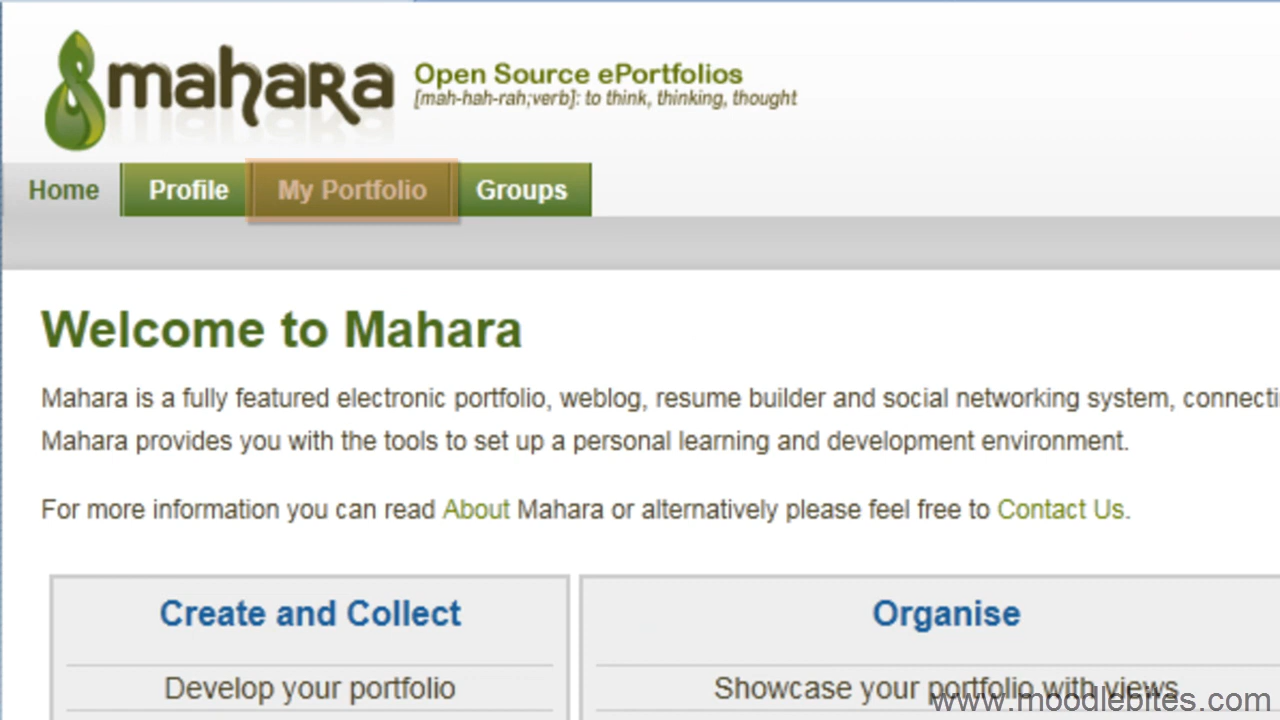 mahara
Open Source ePortfolios
[mah-hah-rah;verb]: to think, thinking, thought
Home Profile My Portfolio Groups
Welcome to Mahara
Mahara is a fully featured electronic portfolio, weblog, resume builder and social networking system, connecti
Mahara provides you with the tools to set up a personal learning and development environment.
For more information you can read About Mahara or alternatively please feel free to Contact Us.
Create and Collect
Develop your portfolio
Organise
Showcase your portfolio with views
www.moodlebites.com